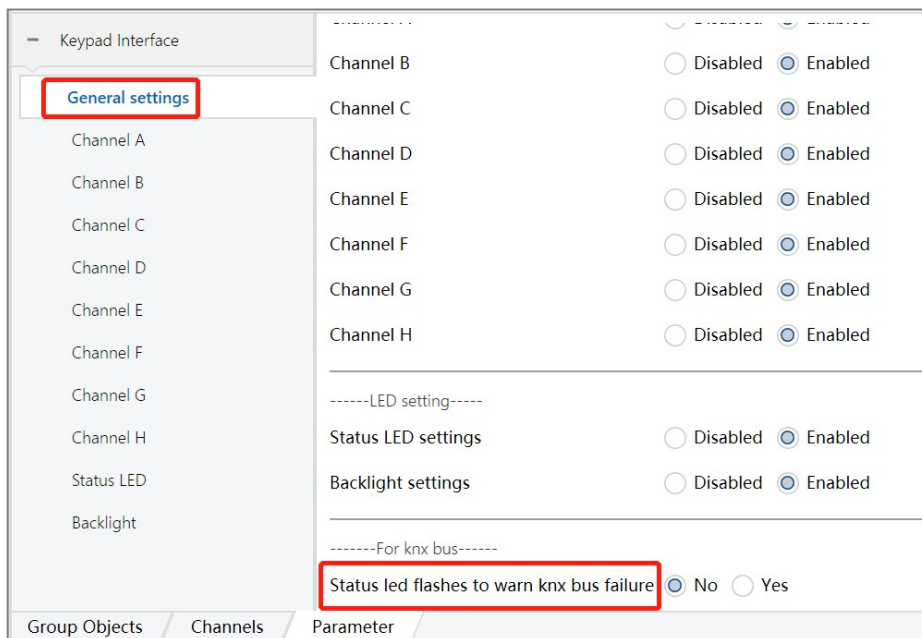 Keypad Interface
General settings
Channel A
Channel B
Channel C
Channel D
Channel E
Channel F
Channel G
Channel H
Status LED
Backlight
Channel B Disabled Enabled
Channel C Disabled Enabled
Channel D Disabled Enabled
Channel E Disabled Enabled
Channel F Disabled Enabled
Channel G Disabled Enabled
Channel H Disabled Enabled
------LED setting-----
Status LED settings Disabled Enabled
Backlight settings Disabled Enabled
-------For knx bus------
Status led flashes to warn knx bus failure No Yes
Group Objects Channels Parameter